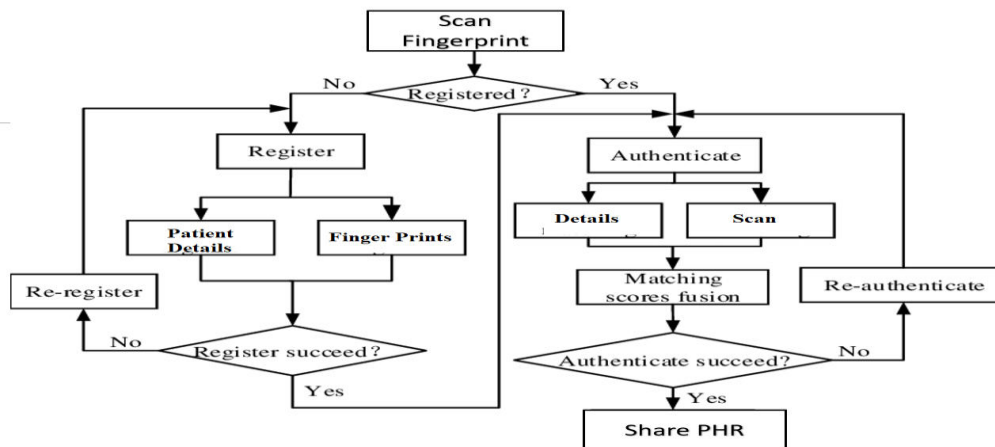 Scan
Fingerprint
No
Registered?
Yes
Register
Authenticate
Patient
Details
Finger Prints
Details
Scan
Re-register
Matching
scores fusion
Re-authenticate
No
Register succeed?
Yes
Authenticate succeed?
No
Yes
Share PHR